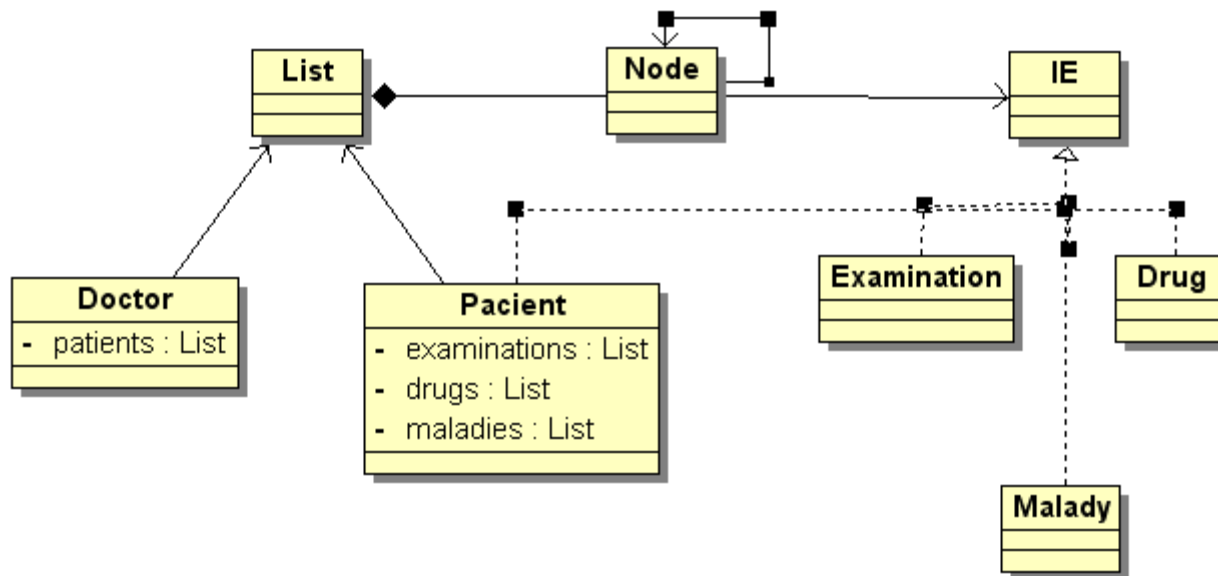 List
Node
IE
Doctor
- patients : List
Pacient
- examinations : List
- drugs : List
- maladies : List
Examination
Drug
Malady